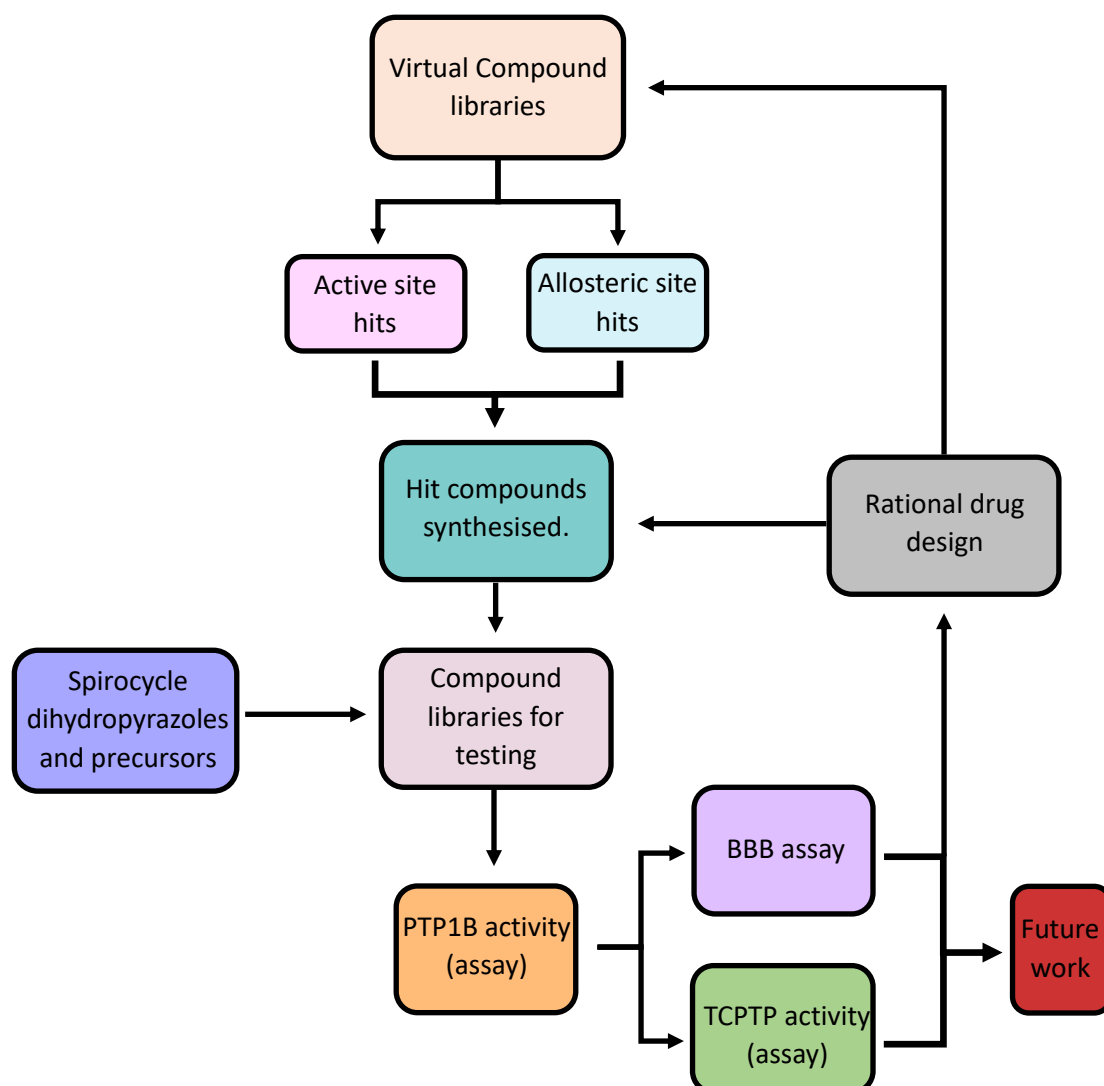 Virtual Compound
libraries
Active site
hits
Allosteric site
hits
Hit compounds
synthesised.
Rational drug
design
Spirocycle
dihydropyrazoles
and precursors
Compound
libraries for
testing
BBB assay
PTP1B activity
(assay)
Future
work
TCPTP activity
(assay)